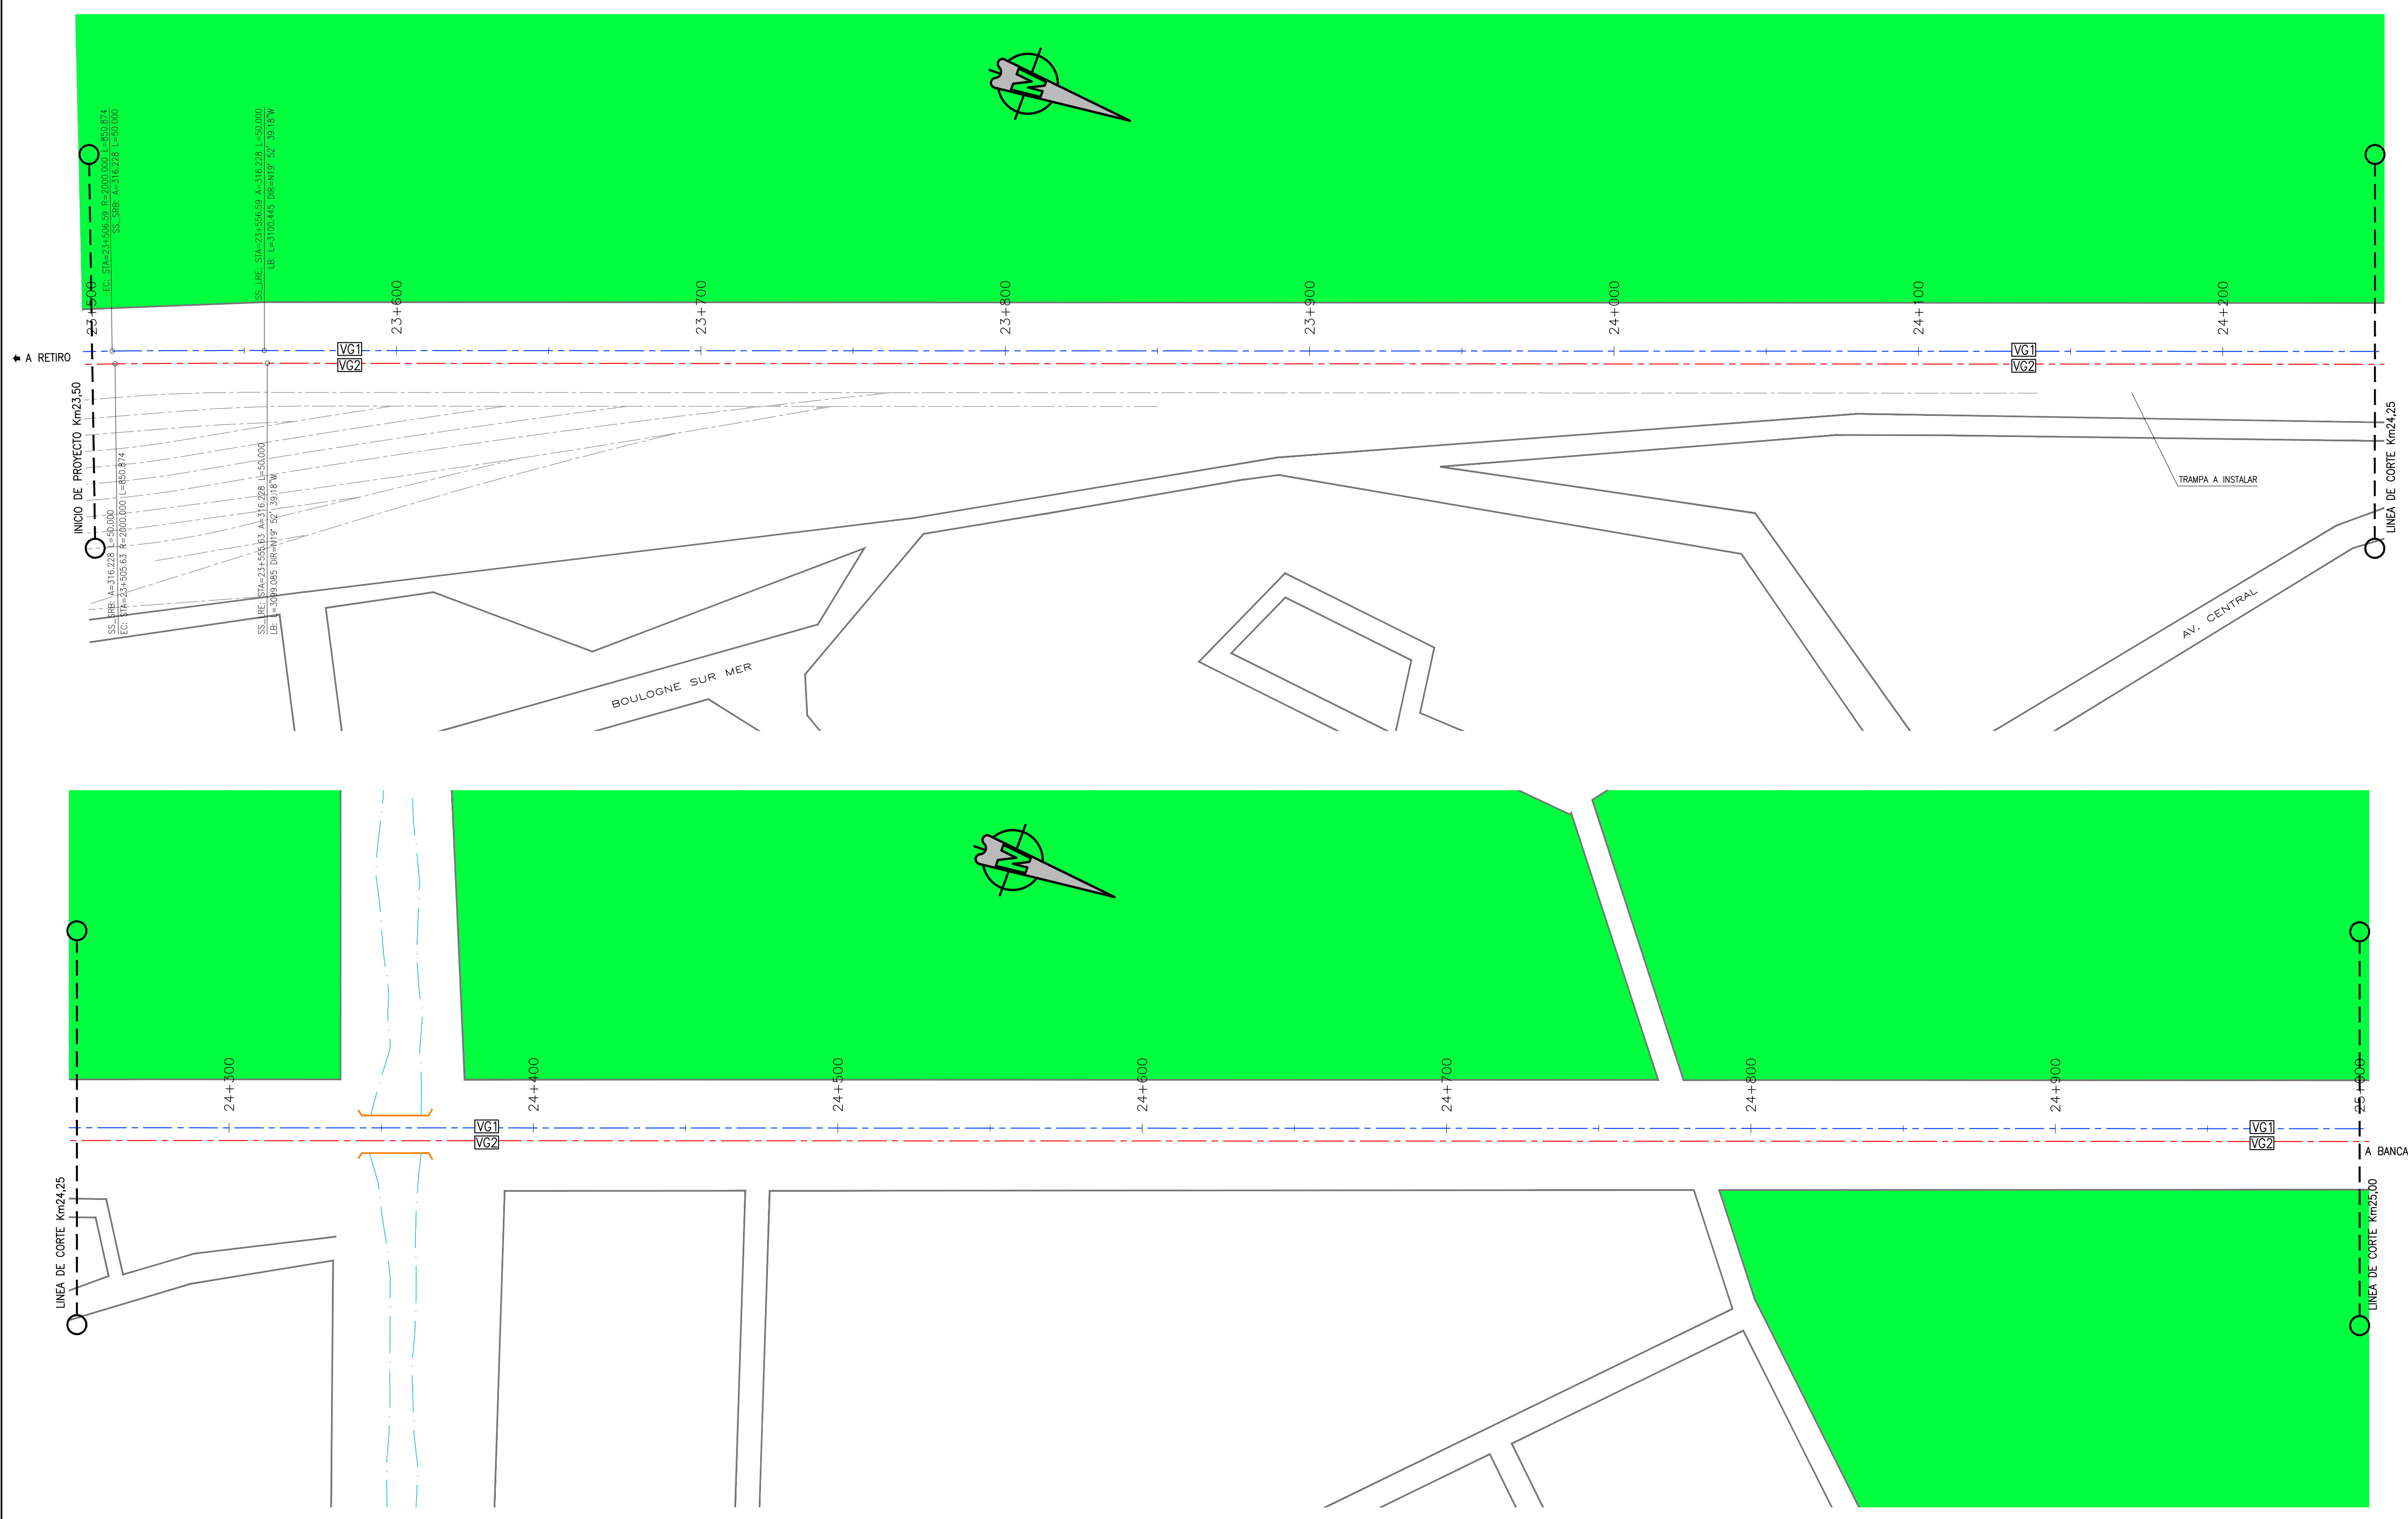 N
EC: STA=23+506.59 R=2000.000 L=850.874
SS_SRB: A=316.228 L=50.000
SS_LRE: STA=23+556.59 A=316.228 L=50.000
LB: L=3100.445 DIR=N19° 52' 39.18"W
23+500
23+600
23+700
23+800
23+900
24+000
24+100
24+200
A RETIRO
VG1
VG2
VG1
VG2
INICIO DE PROYECTO Km23,50
SS_SRB: A=316.228 L=50.000
EC: STA=23+505.63 R=2000.000 L=850.874
SS_LRE: STA=23+555.63 A=316.228 L=50.000
LB: L=3099.085 DIR=N19° 52' 39.18"W
TRAMPA A INSTALAR
LINEA DE CORTE Km24,25
BOULOGNE SUR MER
AV. CENTRAL
N
24+300
24+400
24+500
24+600
24+700
24+800
24+900
25+000
VG1
VG2
VG1
VG2
A BANCA
LINEA DE CORTE Km24,25
LINEA DE CORTE Km25,00